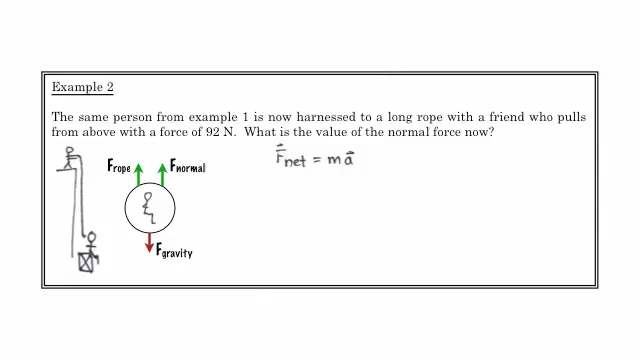 Example 2
The same person from example 1 is now harnessed to a long rope with a friend who pulls
from above with a force of 92 N. What is the value of the normal force now?
F⃗net = ma⃗
Frope
Fnormal
Fgravity